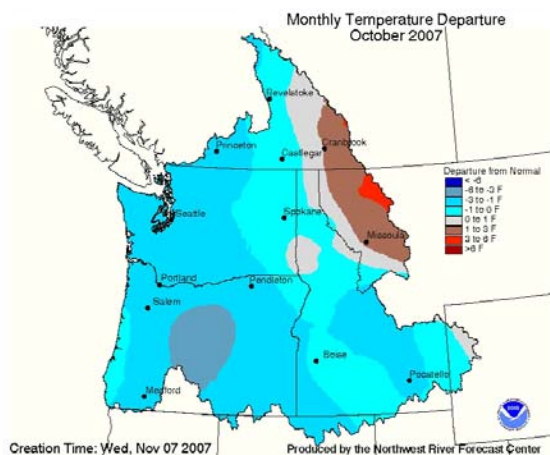 Monthly Temperature Departure
October 2007
Revelstoke
Princeton
Cranbrook
Castlegar
Departure from Normal
< -6
-6 to -3 F
-3 to -1 F
-1 to 0 F
0 to 1 F
1 to 3 F
3 to 6 F
>6 F
Seattle
Spokane
Missoula
Portland
Pendleton
Salem
Boise
Pocatello
Medford
Creation Time: Wed, Nov 07 2007
Produced by the Northwest River Forecast Center